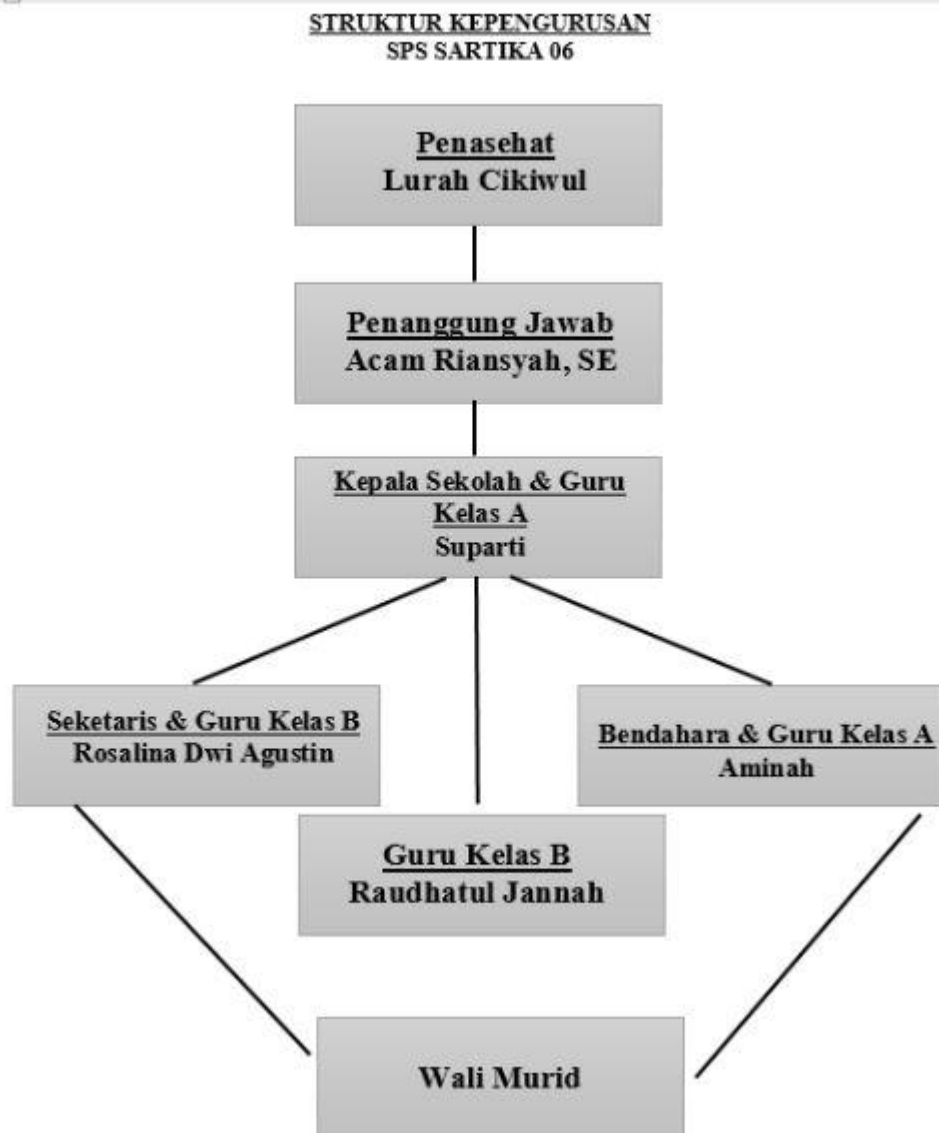 STRUKTUR KEPENGURUSAN
SPS SARTIKA 06
Penasehat
Lurah Cikiwul
Penanggung Jawab
Acam Riansyah, SE
Kepala Sekolah & Guru
Kelas A
Suparti
Seketaris & Guru Kelas B
Rosalina Dwi Agustin
Bendahara & Guru Kelas A
Aminah
Guru Kelas B
Raudhatul Jannah
Wali Murid